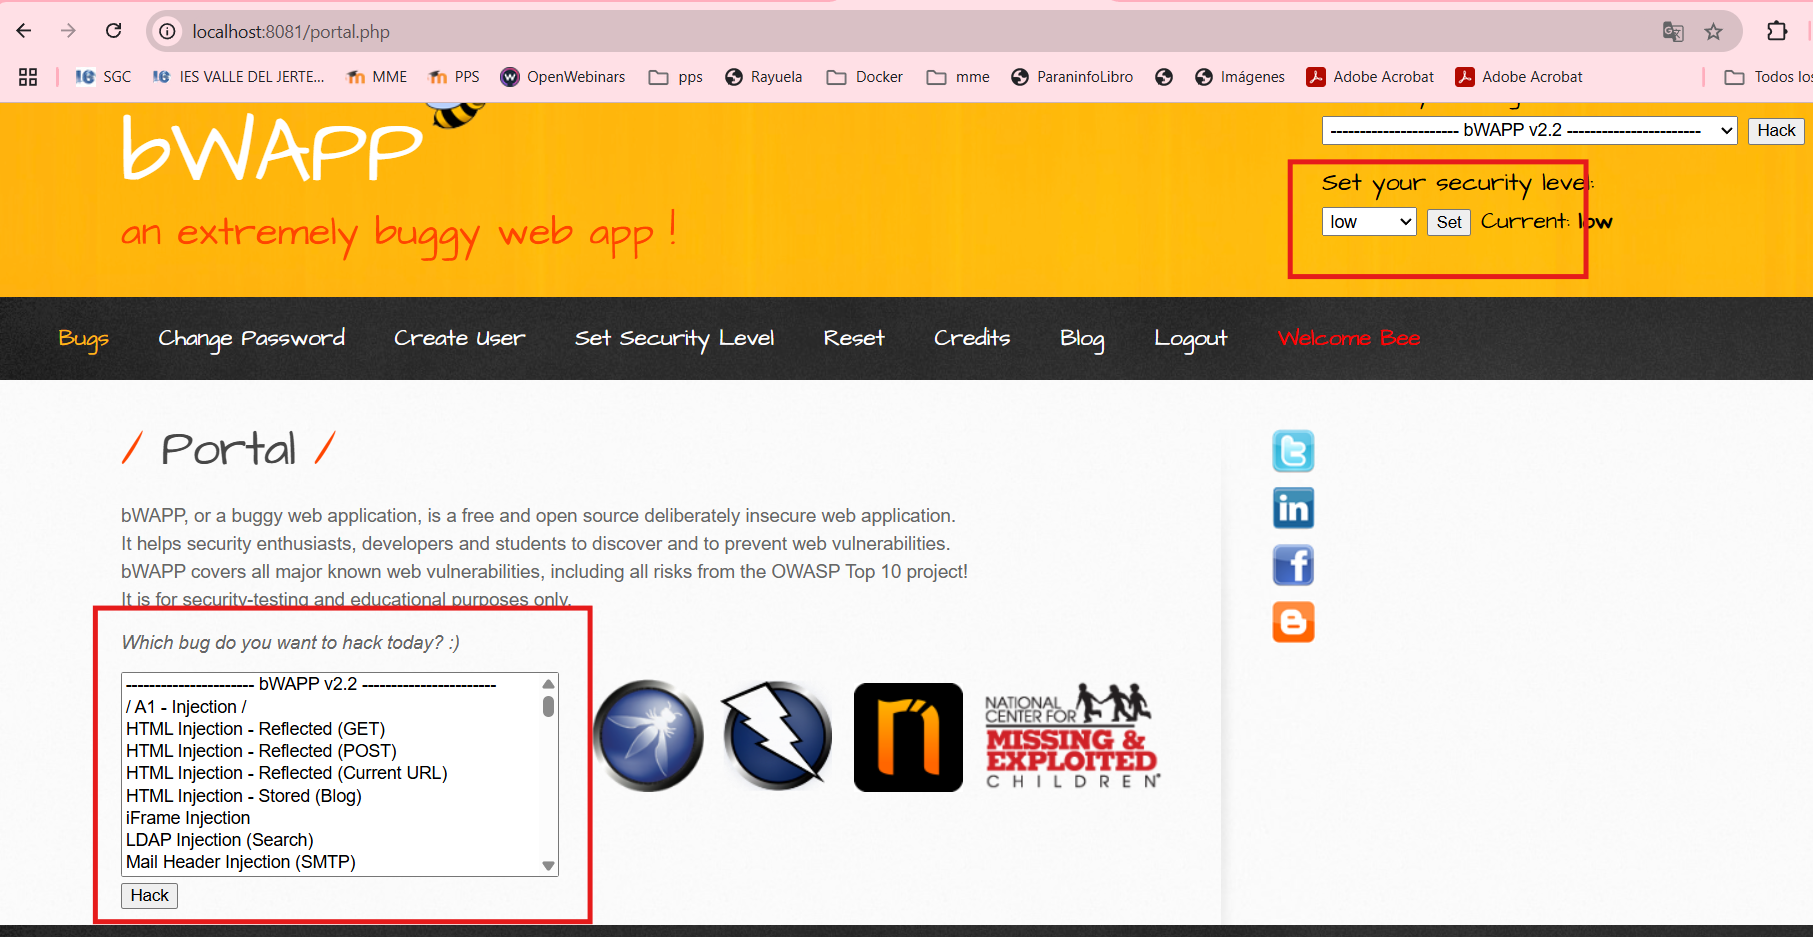 localhost:8081/portal.php
SGC
IES VALLE DEL JERTE...
MME
PPS
OpenWebinars
pps
Rayuela
Docker
mme
ParaninfoLibro
Imágenes
Adobe Acrobat
Adobe Acrobat
Todos los
bWAPP
an extremely buggy web app !
---------------------- bWAPP v2.2 -----------------------
Hack
Set your security level:
low
Set
Current: low
Bugs
Change Password
Create User
Set Security Level
Reset
Credits
Blog
Logout
Welcome Bee
/ Portal /
bWAPP, or a buggy web application, is a free and open source deliberately insecure web application.
It helps security enthusiasts, developers and students to discover and to prevent web vulnerabilities.
bWAPP covers all major known web vulnerabilities, including all risks from the OWASP Top 10 project!
It is for security-testing and educational purposes only.
Which bug do you want to hack today? :)
---------------------- bWAPP v2.2 -----------------------
/ A1 - Injection /
HTML Injection - Reflected (GET)
HTML Injection - Reflected (POST)
HTML Injection - Reflected (Current URL)
HTML Injection - Stored (Blog)
iFrame Injection
LDAP Injection (Search)
Mail Header Injection (SMTP)
Hack
NATIONAL
CENTER FOR
MISSING &
EXPLOITED
CHILDREN